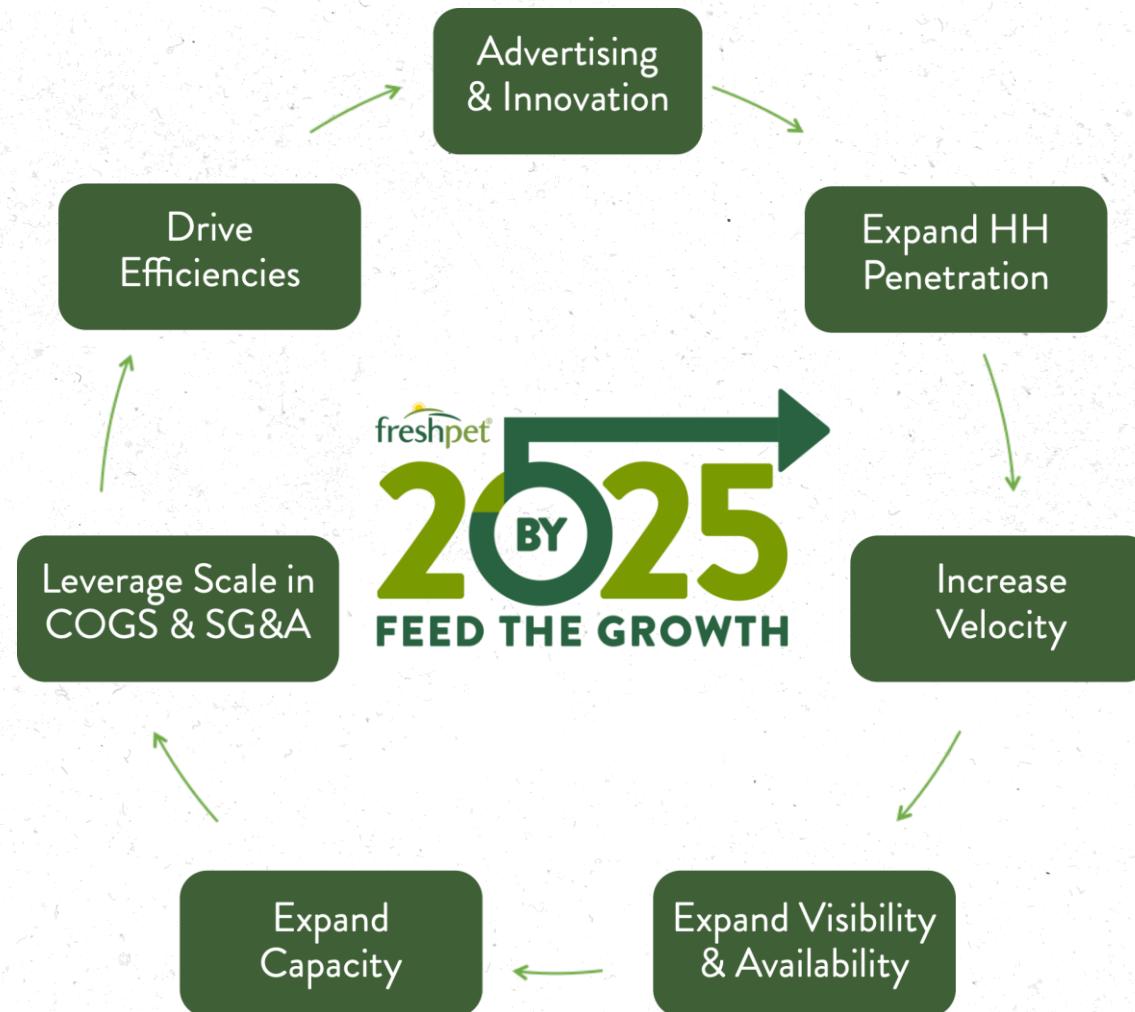 Advertising
& Innovation
Expand HH
Penetration
Increase
Velocity
Expand Visibility
& Availability
Expand
Capacity
Leverage Scale in
COGS & SG&A
Drive
Efficiencies
freshpet®
2025
BY
FEED THE GROWTH